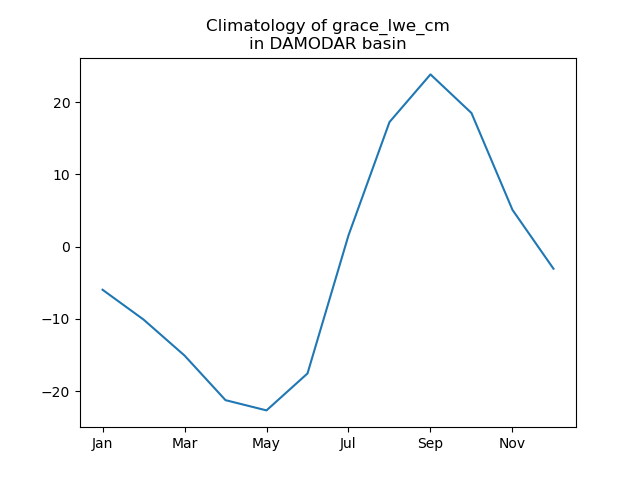 Climatology of grace_lwe_cm
in DAMODAR basin
20
10
0
−10
−20
Jan
Mar
May
Jul
Sep
Nov